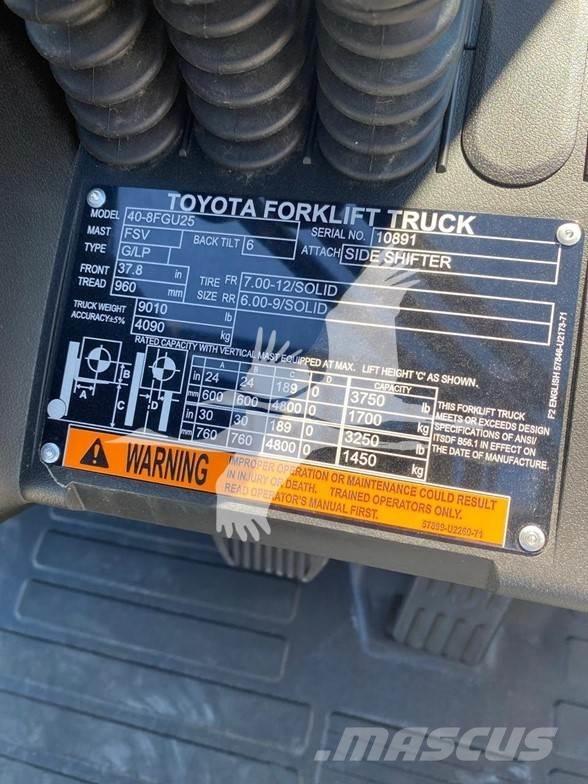 TOYOTA FORKLIFT TRUCK
MODEL 40-8FGU25 SERIAL NO. 10891
MAST FSV BACK TILT 6 ATTACH SIDE SHIFTER
TYPE G/LP
FRONT TREAD 37.8 in 960 mm
TIRE SIZE FR 7.00-12/SOLID
RR 6.00-9/SOLID
TRUCK WEIGHT ACCURACY±5% 9010 lb
4090 kg
RATED CAPACITY WITH VERTICAL MAST EQUIPPED AT MAX. LIFT HEIGHT 'C' AS SHOWN.
A B C D CAPACITY
in 24 24 189 0 3750 lb
mm 600 600 4800 0 1700 kg
in 30 30 189 0 3250 lb
mm 760 760 4800 0 1450 kg
A B C D
THIS FORKLIFT TRUCK
MEETS OR EXCEEDS DESIGN
SPECIFICATIONS OF ANSI/
ITSDF B56.1 IN EFFECT ON
THE DATE OF MANUFACTURE.
F2 ENGLISH 57846-U2173-71
WARNING
IMPROPER OPERATION OR MAINTENANCE COULD RESULT
IN INJURY OR DEATH. TRAINED OPERATORS ONLY.
READ OPERATOR'S MANUAL FIRST.
57899-U2260-71
MASCUS